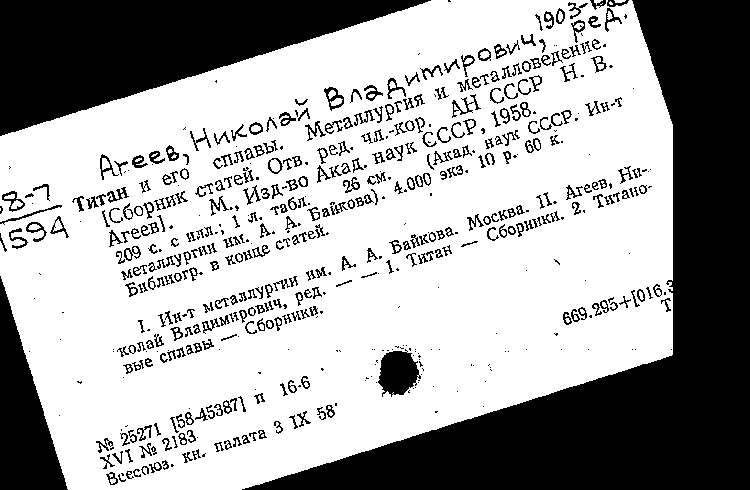 Агеев, Николай Владимирович, 1903-
ред.
58-7
1594
Титан и его сплавы. Металлургия и металловедение.
[Сборник статей. Отв. ред. чл.-кор. АН СССР Н. В.
Агеев]. М., Изд-во Акад. наук СССР, 1958.
209 с. с илл.; 1 л. табл. 26 см. (Акад. наук СССР. Ин-т
металлургии им. А. А. Байкова). 4.000 экз. 10 р. 60 к.
Библиогр. в конце статей.
I. Ин-т металлургии им. А. А. Байкова. Москва. II. Агеев, Ни-
колай Владимирович, ред. — — 1. Титан — Сборники. 2. Титано-
вые сплавы — Сборники.
669.295+[016.3
Т
№ 25271 [58-45387] п 16-6
XVI № 2183
Всесоюз. кн. палата 3 IX 58